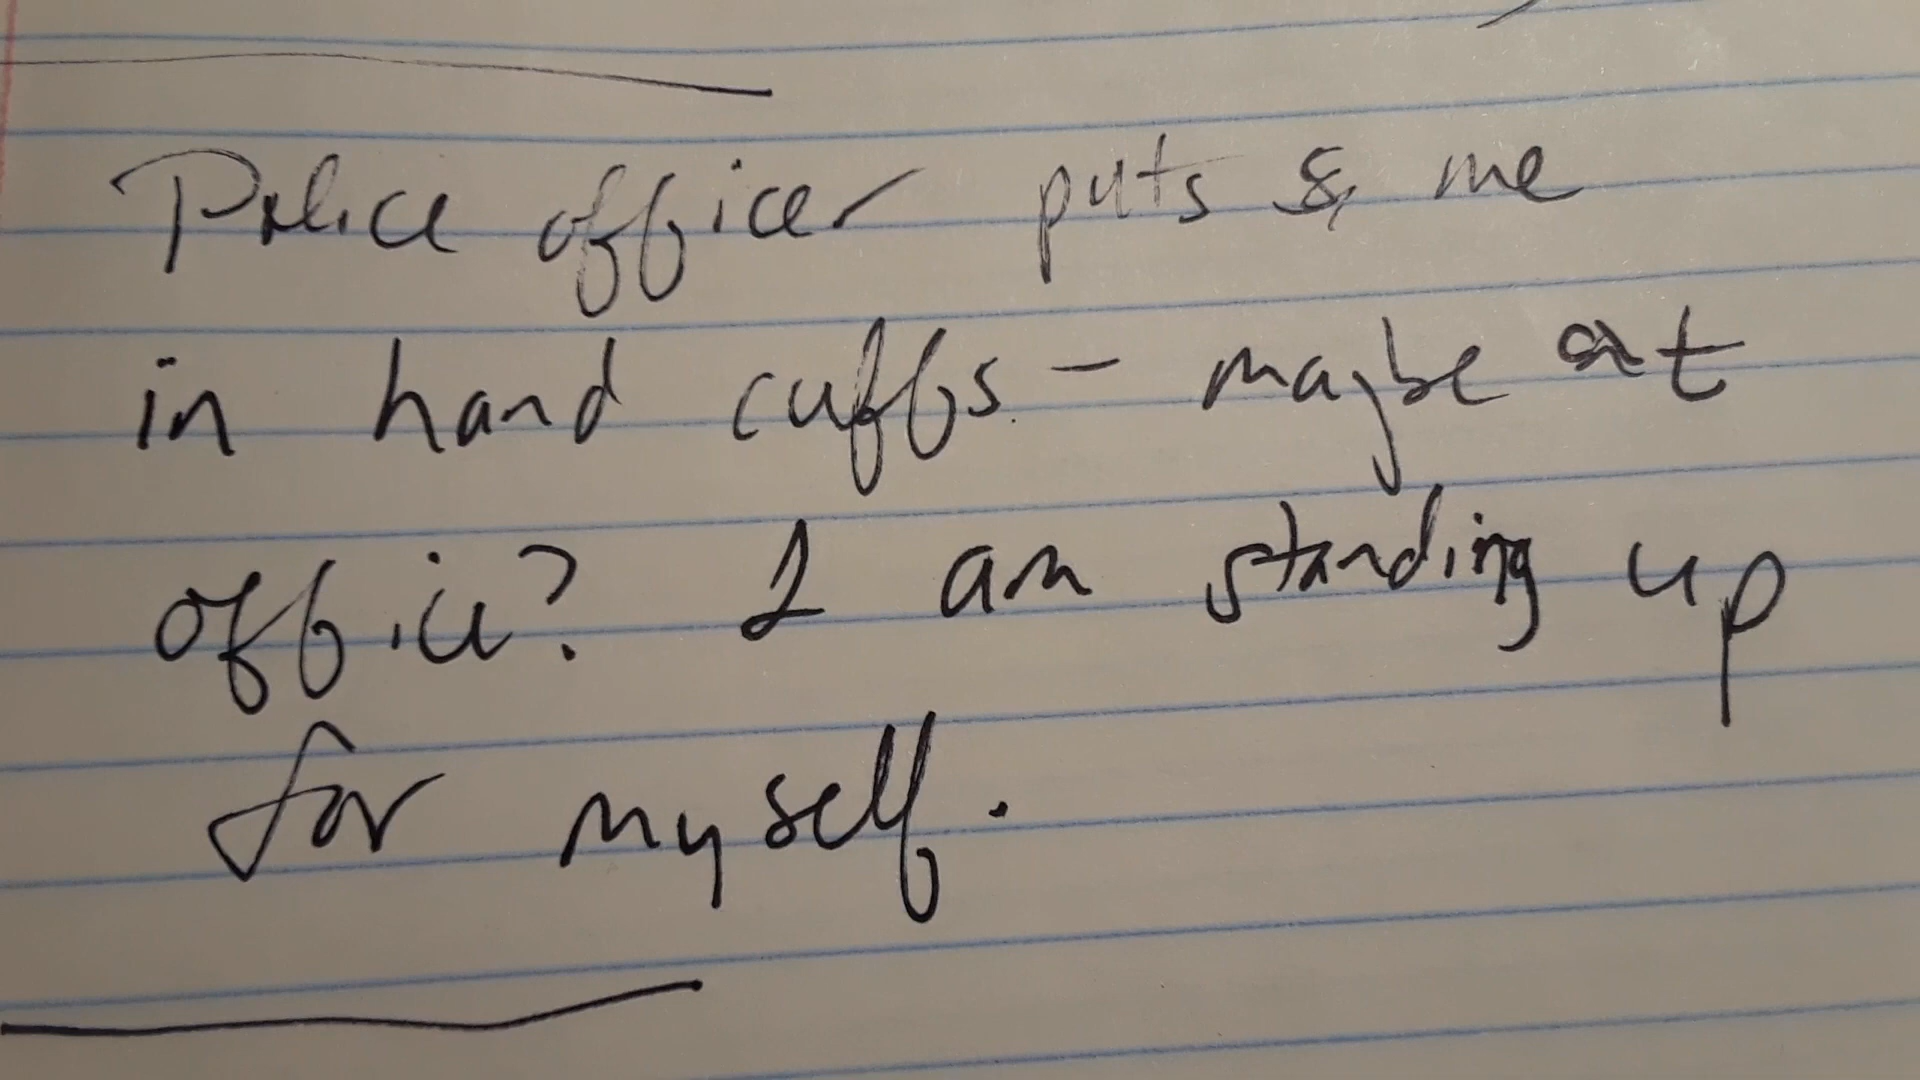 Police officer puts & me
in hand cuffs - maybe at
office? I am standing up
for myself.